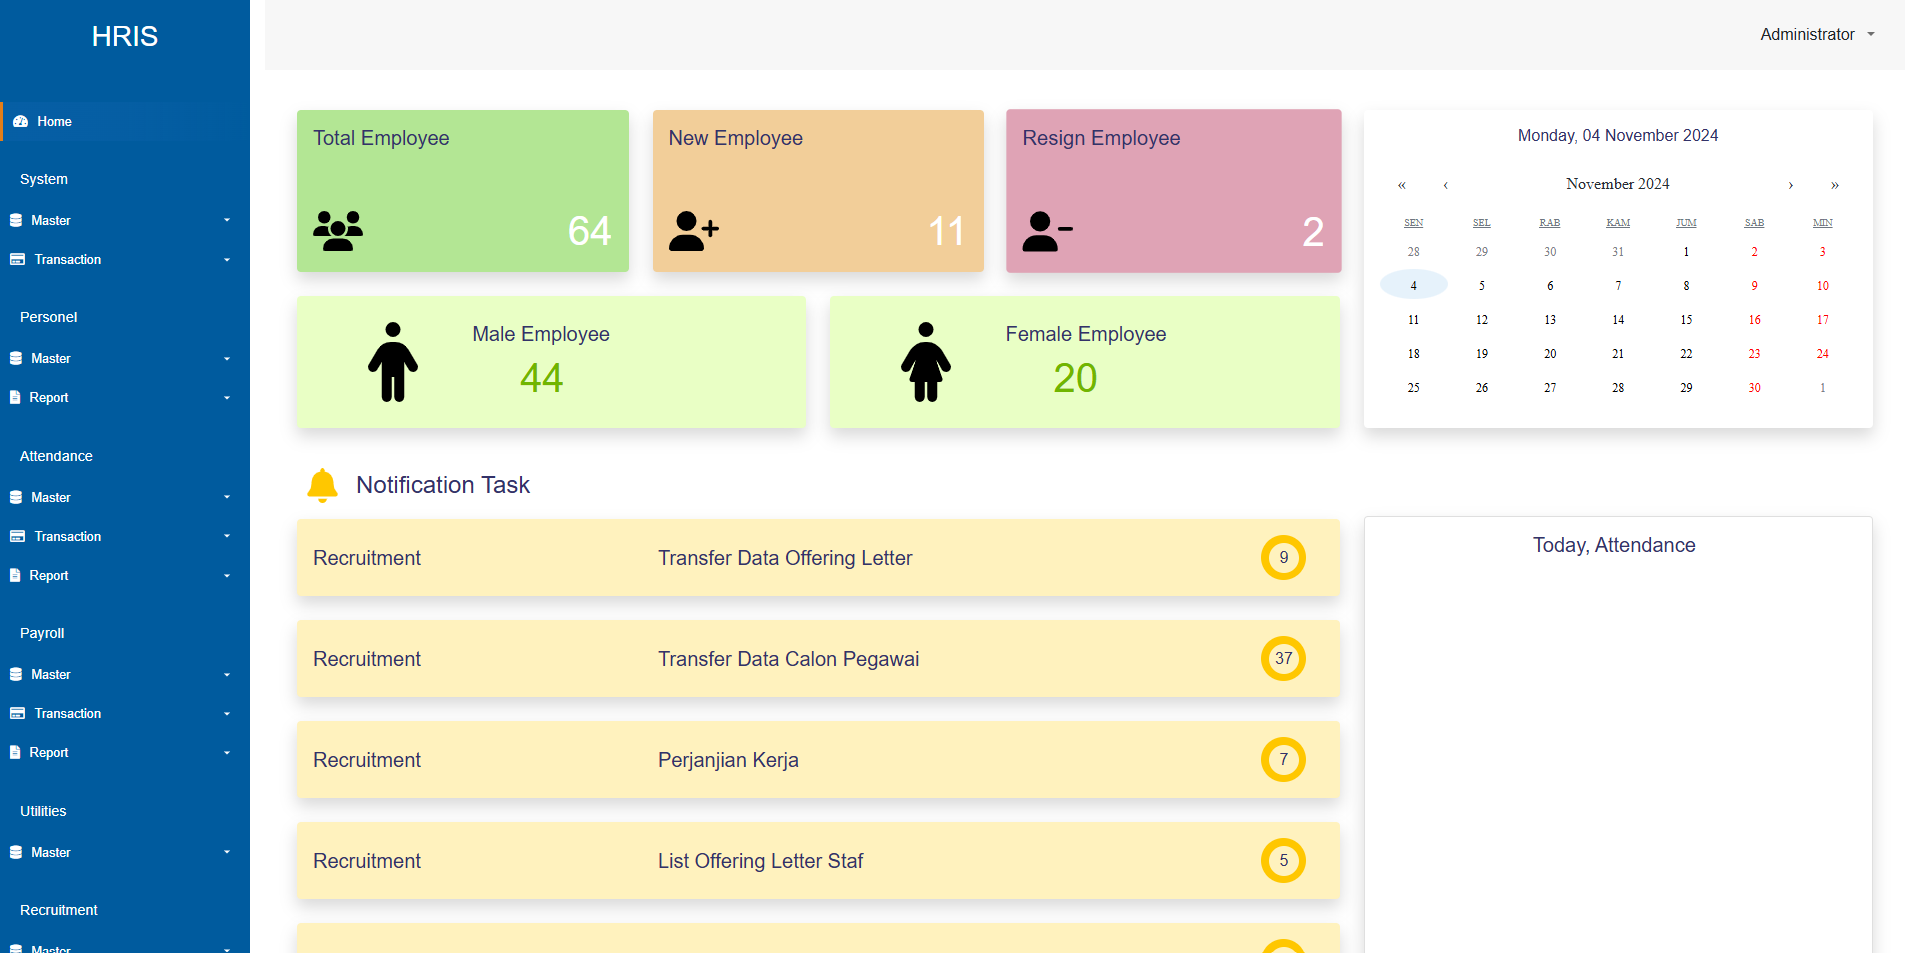 HRIS
Administrator
Home
System
Master
Transaction
Personel
Master
Report
Attendance
Master
Transaction
Report
Payroll
Master
Transaction
Report
Utilities
Master
Recruitment
Master
Total Employee
64
New Employee
11
Resign Employee
2
Male Employee
44
Female Employee
20
Monday, 04 November 2024
« ‹ November 2024 › »
SEN SEL RAB KAM JUM SAB MIN
28 29 30 31 1 2 3
4 5 6 7 8 9 10
11 12 13 14 15 16 17
18 19 20 21 22 23 24
25 26 27 28 29 30 1
Notification Task
Recruitment Transfer Data Offering Letter 9
Recruitment Transfer Data Calon Pegawai 37
Recruitment Perjanjian Kerja 7
Recruitment List Offering Letter Staf 5
Today, Attendance